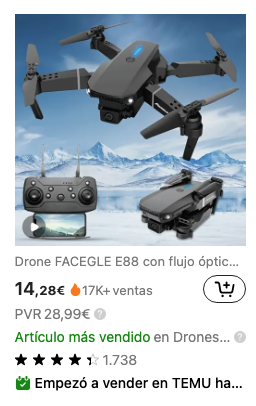 Drone FACEGLE E88 con flujo óptic...
14,28€ 17K+ventas
PVR 28,99€ ?
Artículo más vendido en Drones... ?
1.738
Empezó a vender en TEMU ha...